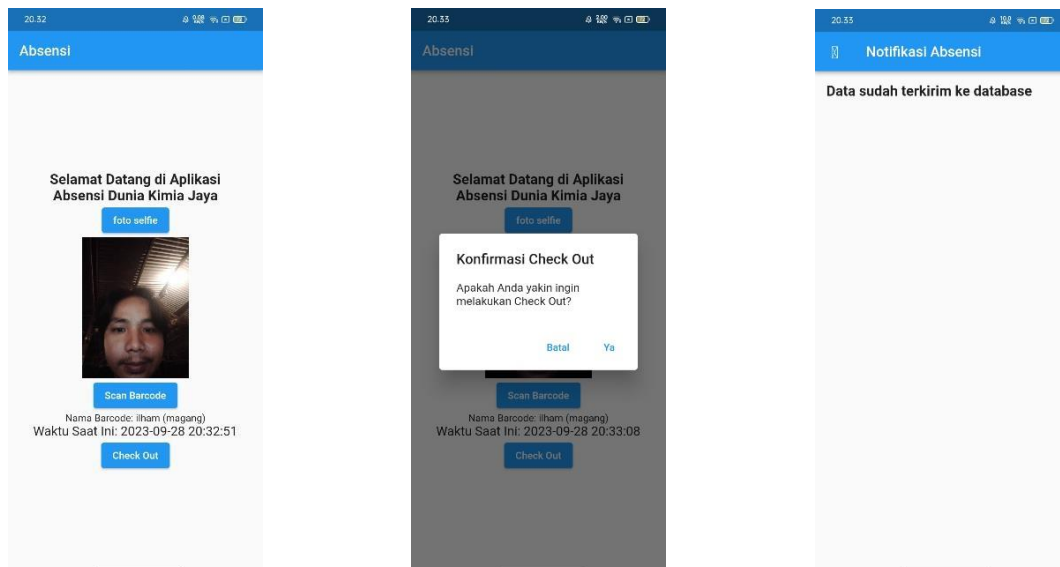 20.32
Absensi
Selamat Datang di Aplikasi
Absensi Dunia Kimia Jaya
foto selfie
Scan Barcode
Nama Barcode: ilham (magang)
Waktu Saat Ini: 2023-09-28 20:32:51
Check Out
20.33
Absensi
Selamat Datang di Aplikasi
Absensi Dunia Kimia Jaya
foto selfie
Konfirmasi Check Out
Apakah Anda yakin ingin
melakukan Check Out?
Batal Ya
Scan Barcode
Nama Barcode: ilham (magang)
Waktu Saat Ini: 2023-09-28 20:33:08
Check Out
20.33
Notifikasi Absensi
Data sudah terkirim ke database